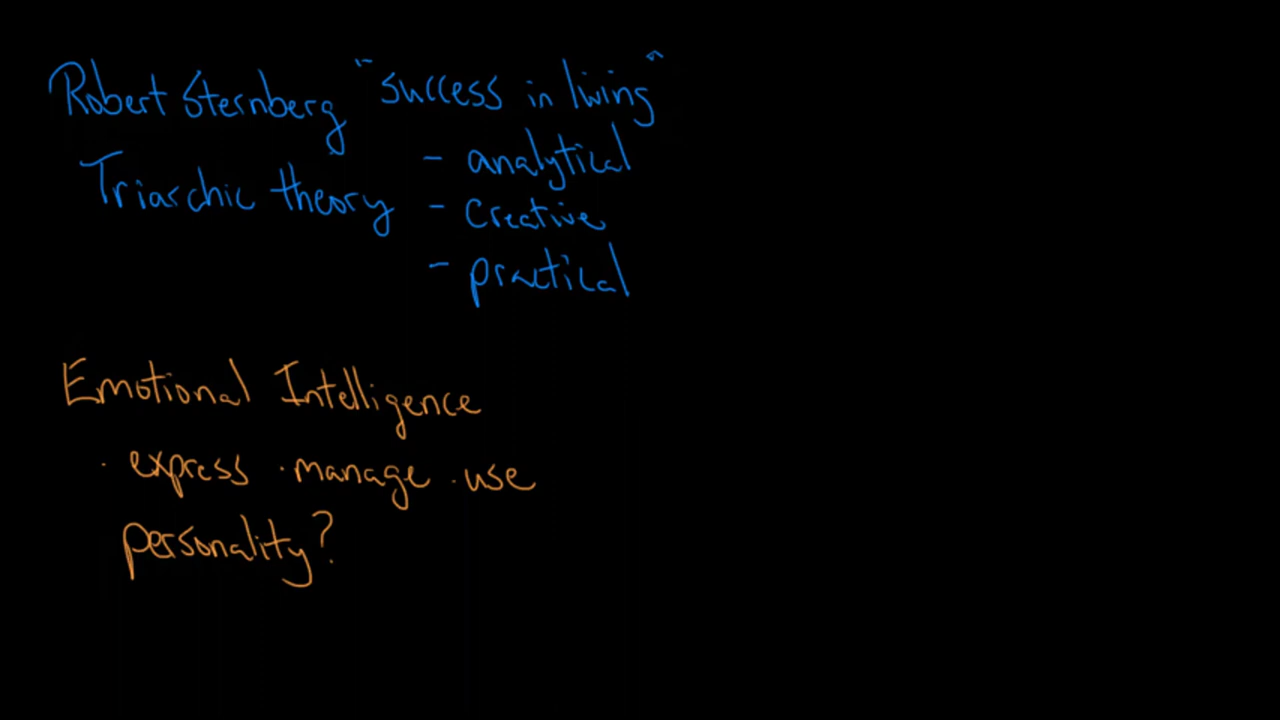 Robert Sternberg "success in living"
- analytical
Triarchic theory - Creative
- practical
Emotional Intelligence
· express · manage · use
personality?